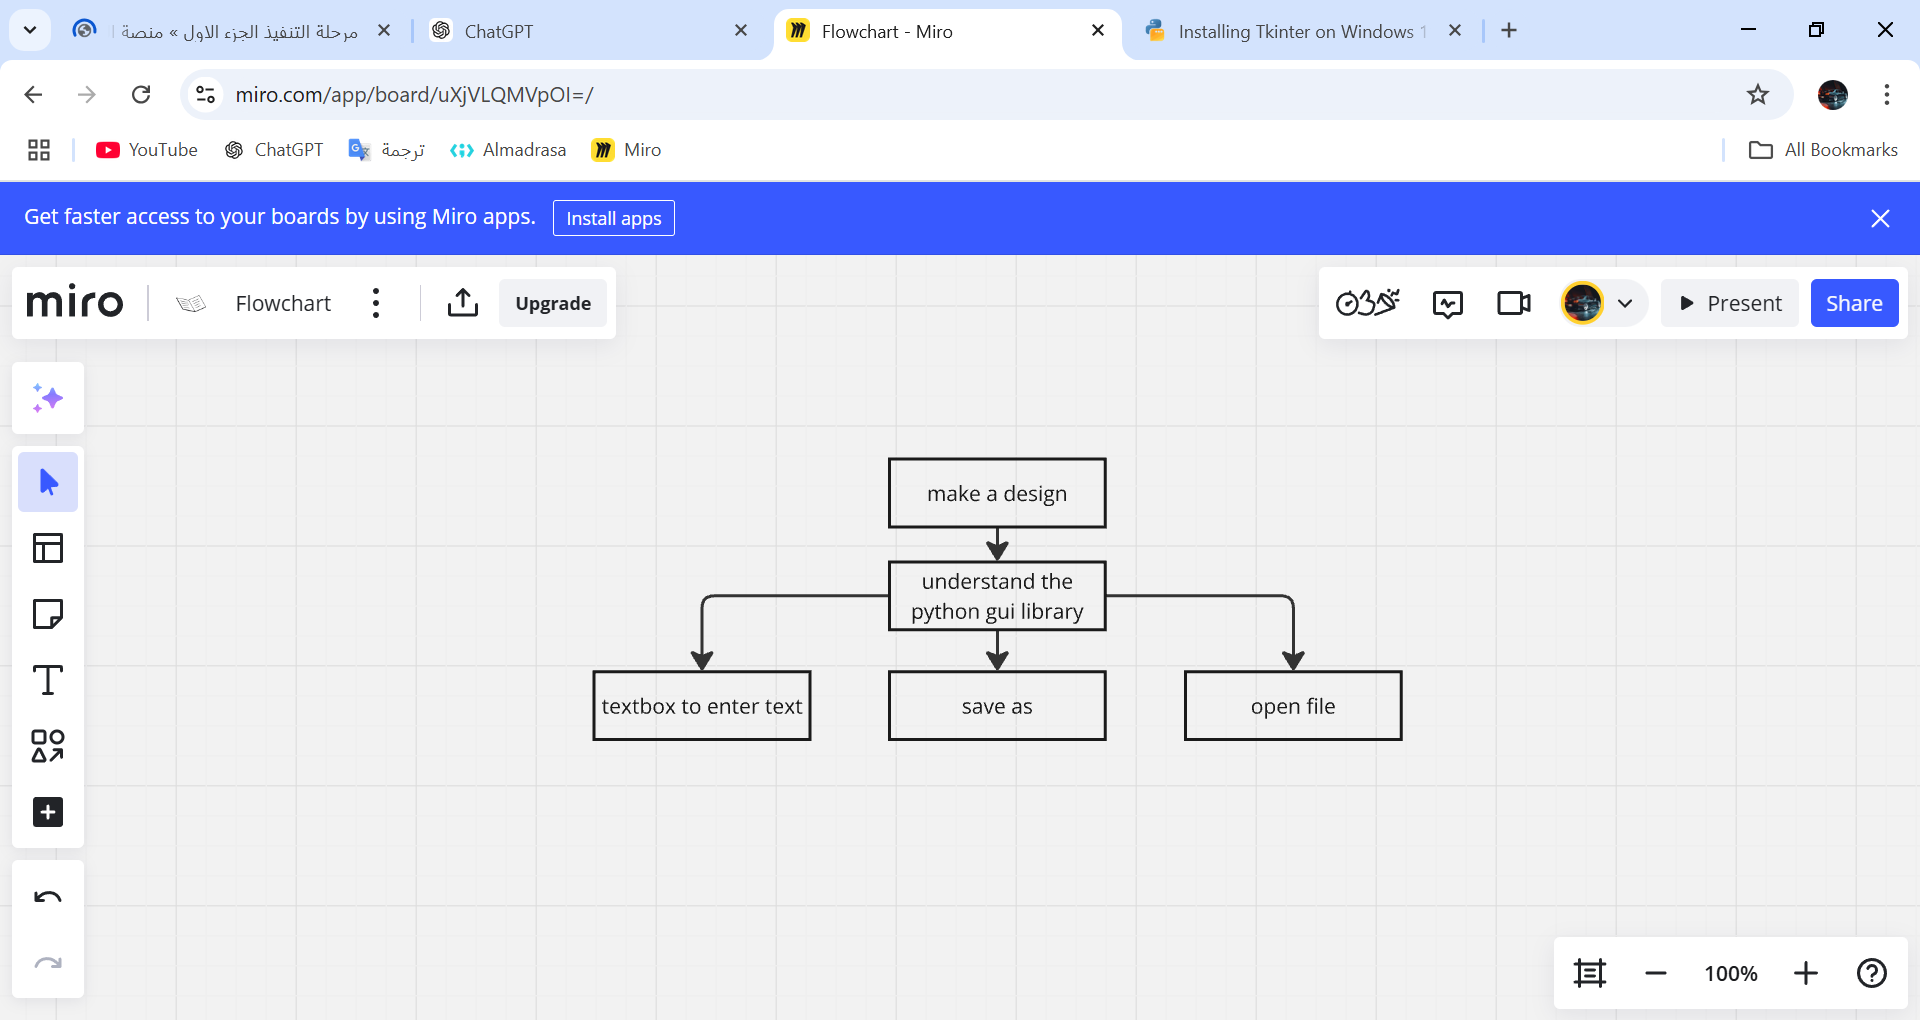 مرحلة التنفيذ الجزء الاول » منصة
ChatGPT
Flowchart - Miro
Installing Tkinter on Windows 1
miro.com/app/board/uXjVLQMVpOI=/
YouTube
ChatGPT
ترجمة
Almadrasa
Miro
All Bookmarks
Get faster access to your boards by using Miro apps.
Install apps
miro
Flowchart
Upgrade
Present
Share
make a design
understand the
python gui library
textbox to enter text
save as
open file
100%